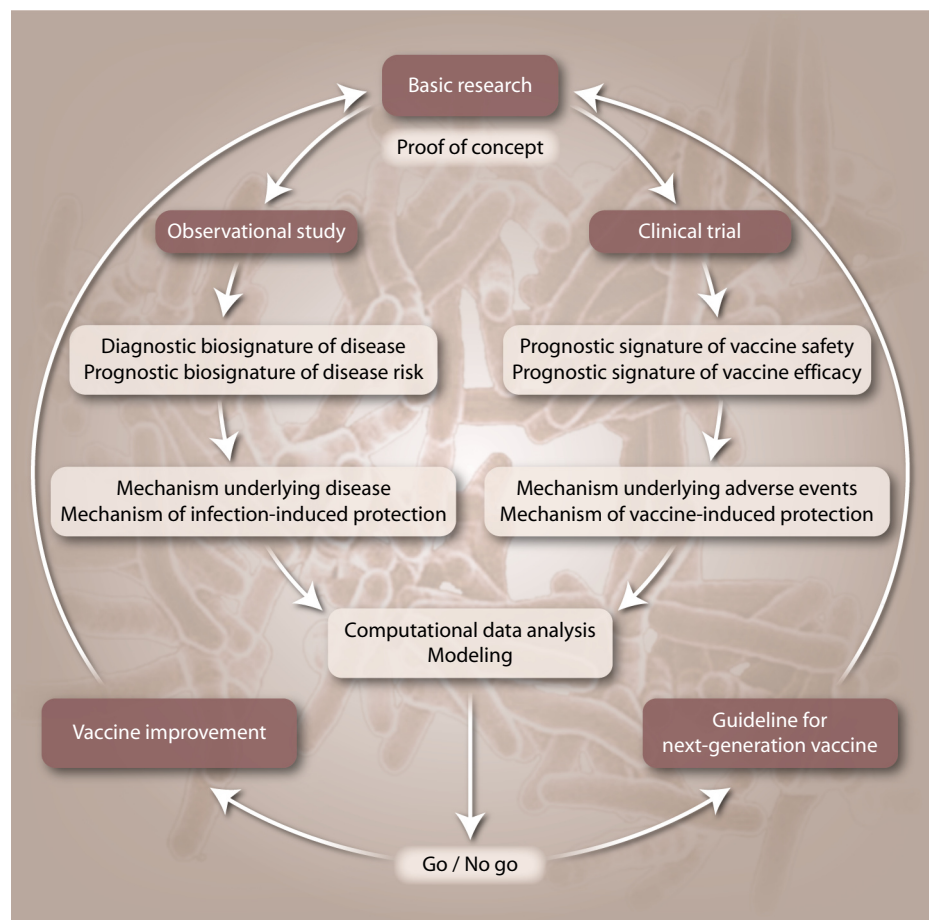 Basic research
Proof of concept
Observational study
Clinical trial
Diagnostic biosignature of disease
Prognostic biosignature of disease risk
Prognostic signature of vaccine safety
Prognostic signature of vaccine efficacy
Mechanism underlying disease
Mechanism of infection-induced protection
Mechanism underlying adverse events
Mechanism of vaccine-induced protection
Computational data analysis
Modeling
Vaccine improvement
Guideline for
next-generation vaccine
Go / No go